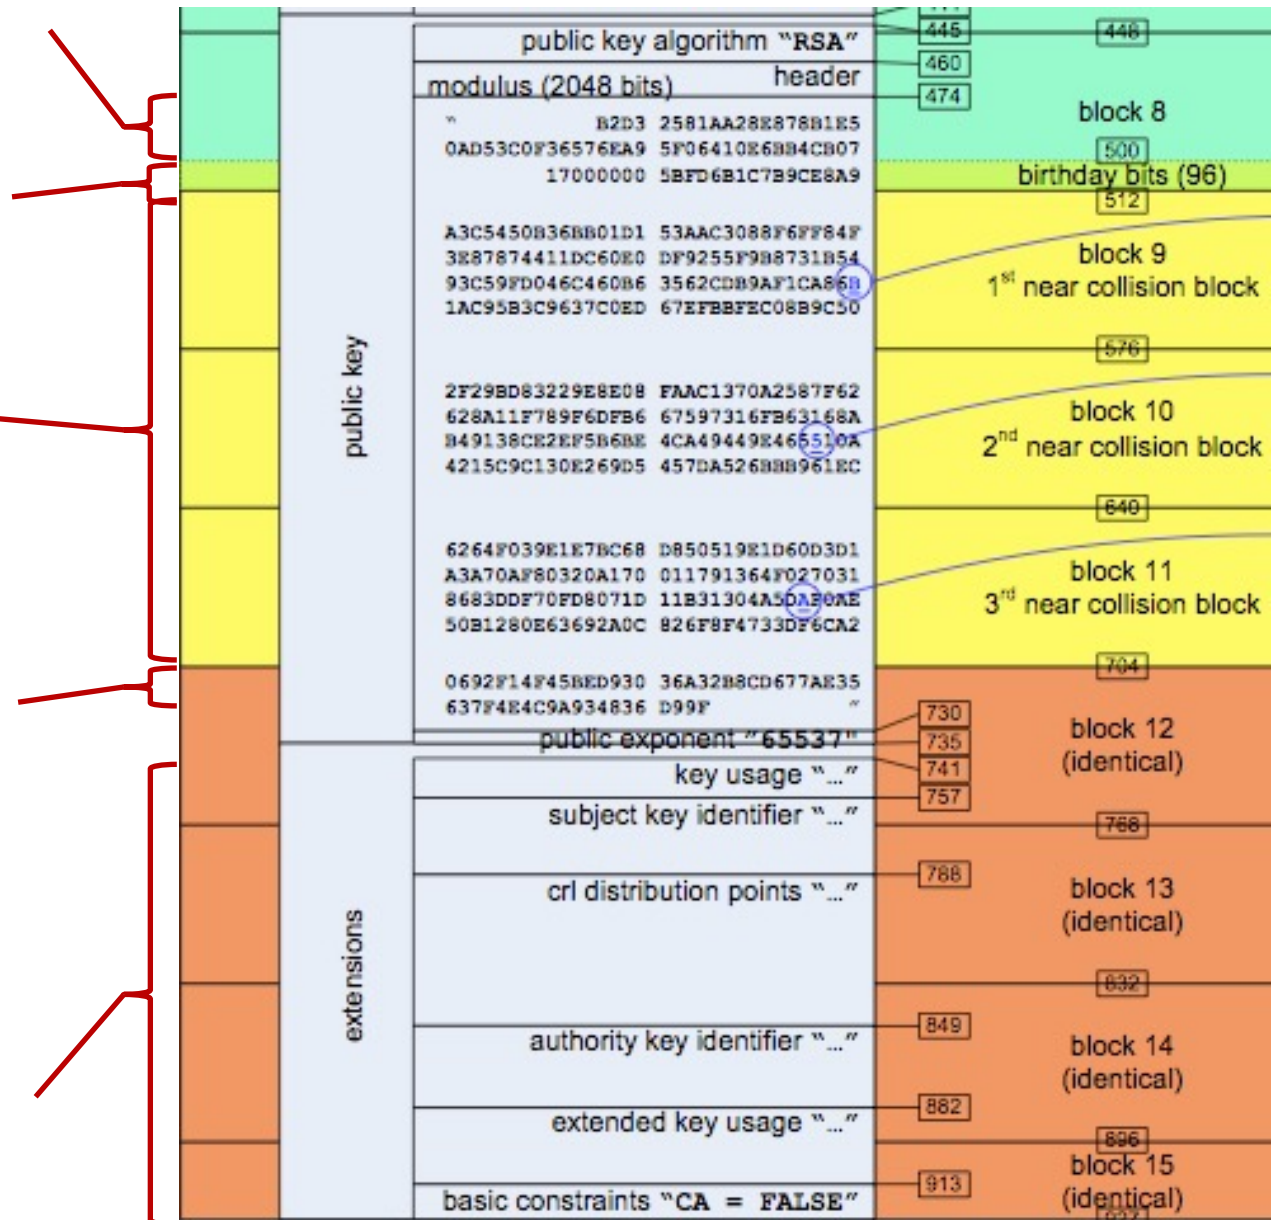 445
448
public key algorithm "RSA"
460
header
modulus (2048 bits)
474
block 8
" B2D3 2581AA28E878B1E5
0AD53C0F36576EA9 5F06410E6BB4CB07
500
17000000 5BFD6B1C7B9CE8A9
birthday bits (96)
512
A3C5450B36BB01D1 53AAC3088F6FF84F
3E87874411DC60E0 DF9255F9B8731B54
block 9
93C59FD046C460B6 3562CDB9AF1CA86B
1st near collision block
1AC95B3C9637C0ED 67EFBBFEC08B9C50
576
public key
2F29BD83229E8E08 FAAC1370A2587F62
628A11F789F6DFB6 67597316FB63168A
block 10
B49138CE2EF5B6BE 4CA49449E465510A
2nd near collision block
4215C9C130E269D5 457DA526BBB961EC
640
6264F039E1E7BC68 D850519E1D60D3D1
A3A70AF80320A170 011791364F027031
block 11
8683DDF70FD8071D 11B31304A5DAF0AE
3rd near collision block
50B1280E63692A0C 826F8F4733DF6CA2
704
0692F14F45BED930 36A32B8CD677AE35
637F4E4C9A934836 D99F "
730
block 12
public exponent "65537"
735
(identical)
741
key usage "…"
757
subject key identifier "…"
768
788
crl distribution points "…"
block 13
(identical)
extensions
832
849
authority key identifier "…"
block 14
(identical)
882
extended key usage "…"
896
block 15
913
basic constraints "CA = FALSE"
(identical)